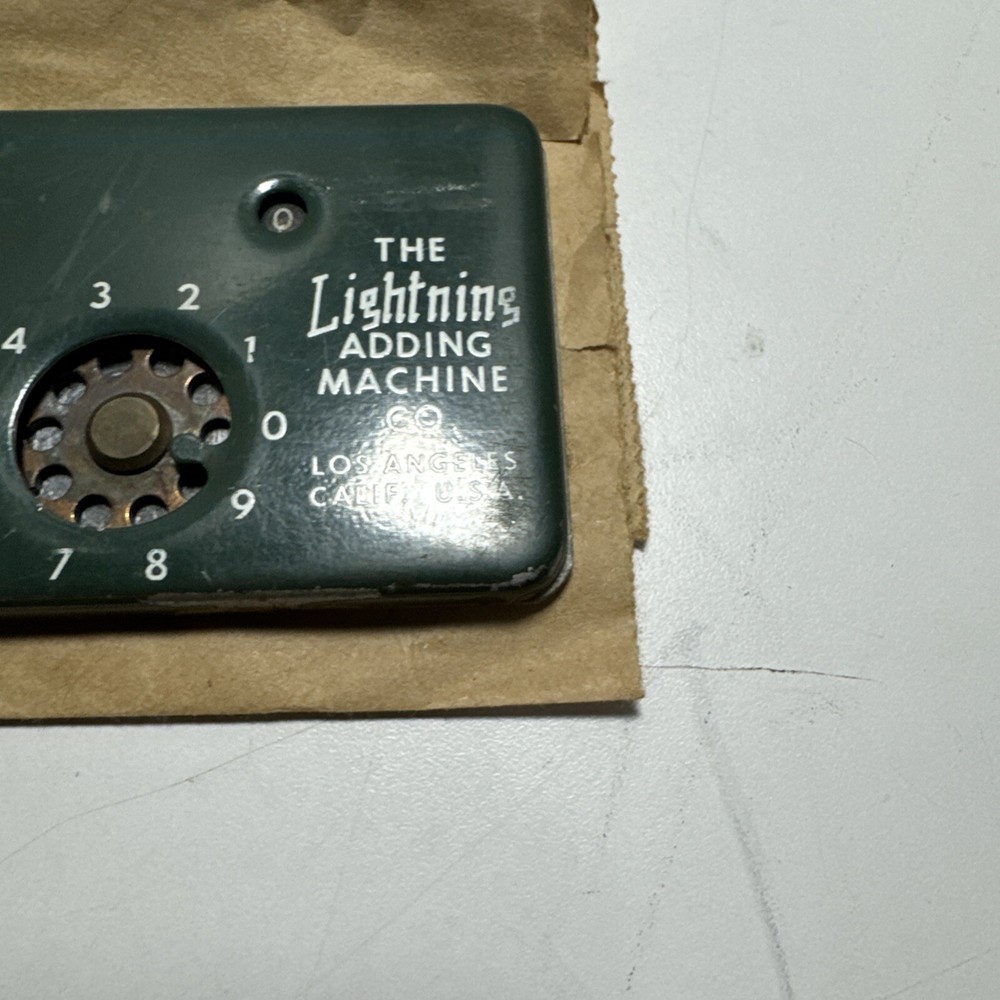 0
THE
Lightning
ADDING
MACHINE
CO
LOS ANGELES
CALIF. U.S.A.
3 2
4 1
0
9
7 8